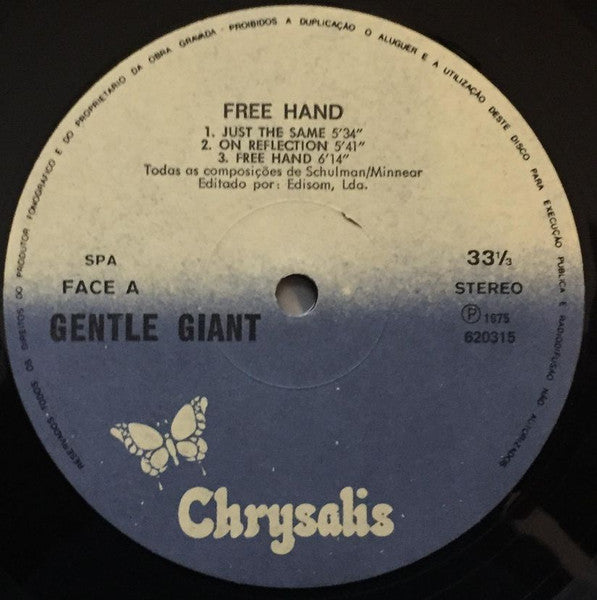 RESERVADOS TODOS OS DIREITOS DO PRODUTOR FONOGRÁFICO E DO PROPRIETÁRIO DA OBRA GRAVADA · PROIBIDOS A DUPLICAÇÃO O ALUGUER E A UTILIZAÇÃO DESTE DISCO PARA EXECUÇÃO PÚBLICA E RADIODIFUSÃO NÃO AUTORIZADOS
FREE HAND
1. JUST THE SAME 5'34"
2. ON REFLECTION 5'41"
3. FREE HAND 6'14"
Todas as composições de Schulman/Minnear
Editado por: Edisom, Lda.
SPA
33⅓
FACE A
STEREO
GENTLE GIANT
Ⓟ 1975
620315
Chrysalis